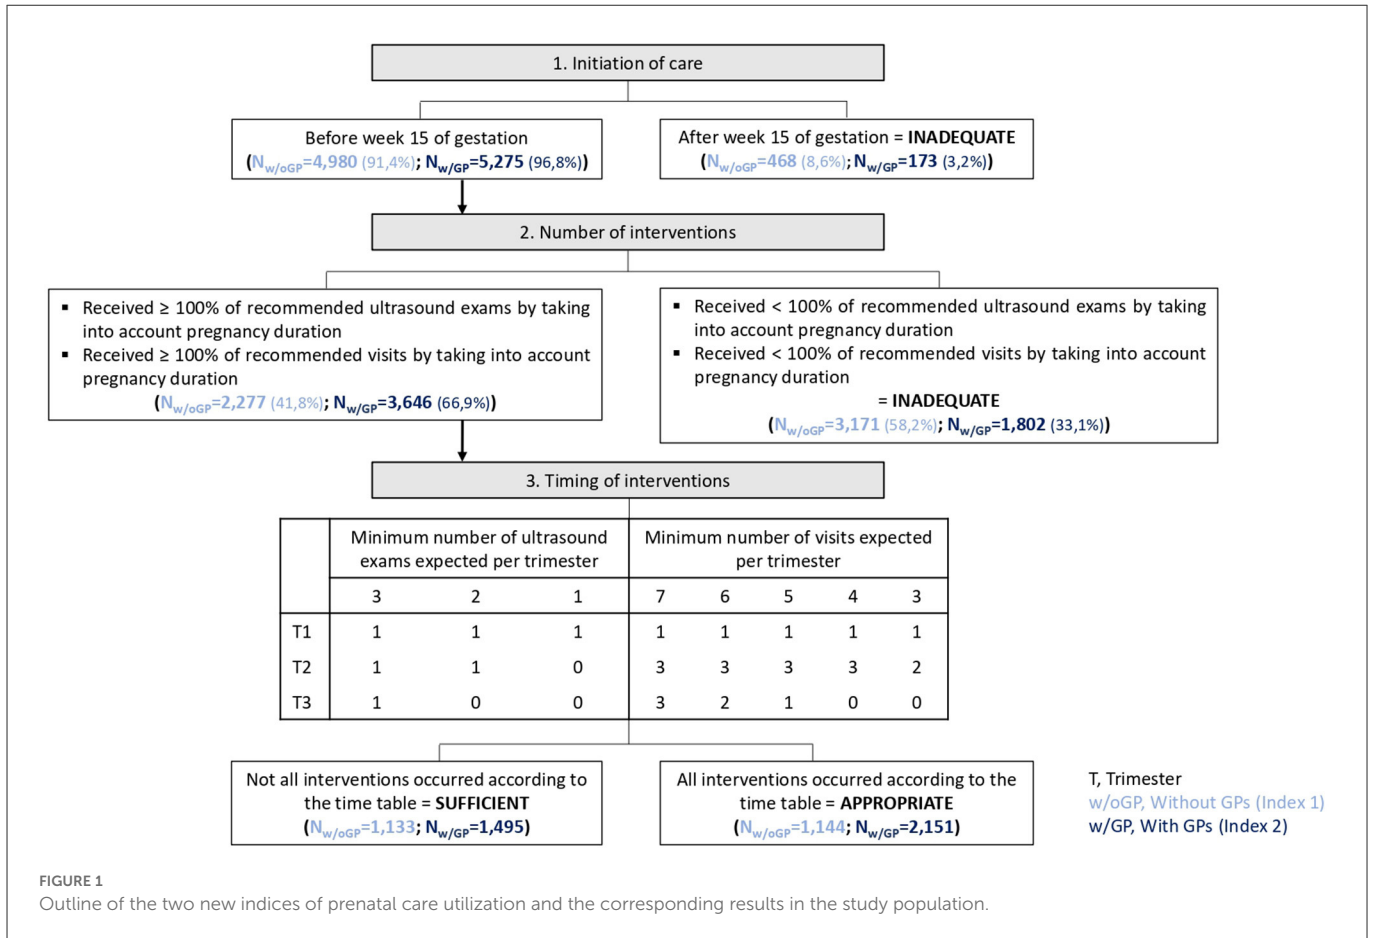 1. Initiation of care
Before week 15 of gestation
(Nw/oGP=4,980 (91,4%); Nw/GP=5,275 (96,8%))
After week 15 of gestation = INADEQUATE
(Nw/oGP=468 (8,6%); Nw/GP=173 (3,2%))
2. Number of interventions
▪ Received ≥ 100% of recommended ultrasound exams by taking
into account pregnancy duration
▪ Received ≥ 100% of recommended visits by taking into account
pregnancy duration
(Nw/oGP=2,277 (41,8%); Nw/GP=3,646 (66,9%))
▪ Received < 100% of recommended ultrasound exams by taking
into account pregnancy duration
▪ Received < 100% of recommended visits by taking into account
pregnancy duration
= INADEQUATE
(Nw/oGP=3,171 (58,2%); Nw/GP=1,802 (33,1%))
3. Timing of interventions
Minimum number of ultrasound
exams expected per trimester
Minimum number of visits expected
per trimester
3 2 1 7 6 5 4 3
T1 1 1 1 1 1 1 1 1
T2 1 1 0 3 3 3 3 2
T3 1 0 0 3 2 1 0 0
Not all interventions occurred according to
the time table = SUFFICIENT
(Nw/oGP=1,133; Nw/GP=1,495)
All interventions occurred according to the
time table = APPROPRIATE
(Nw/oGP=1,144; Nw/GP=2,151)
T, Trimester
w/oGP, Without GPs (Index 1)
w/GP, With GPs (Index 2)
FIGURE 1
Outline of the two new indices of prenatal care utilization and the corresponding results in the study population.